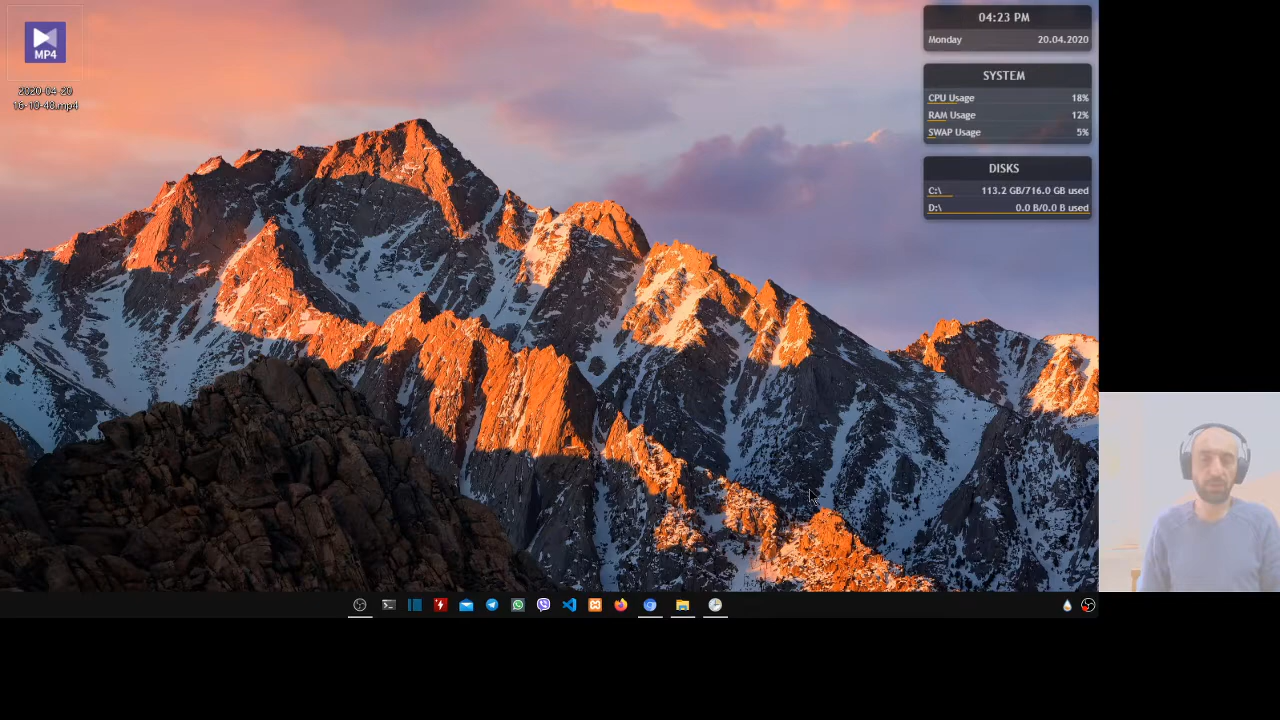 MP4
2020-04-20
16-10-40.mp4
04:23 PM
Monday 20.04.2020
SYSTEM
CPU Usage 18%
RAM Usage 12%
SWAP Usage 5%
DISKS
C:\ 113.2 GB/716.0 GB used
D:\ 0.0 B/0.0 B used